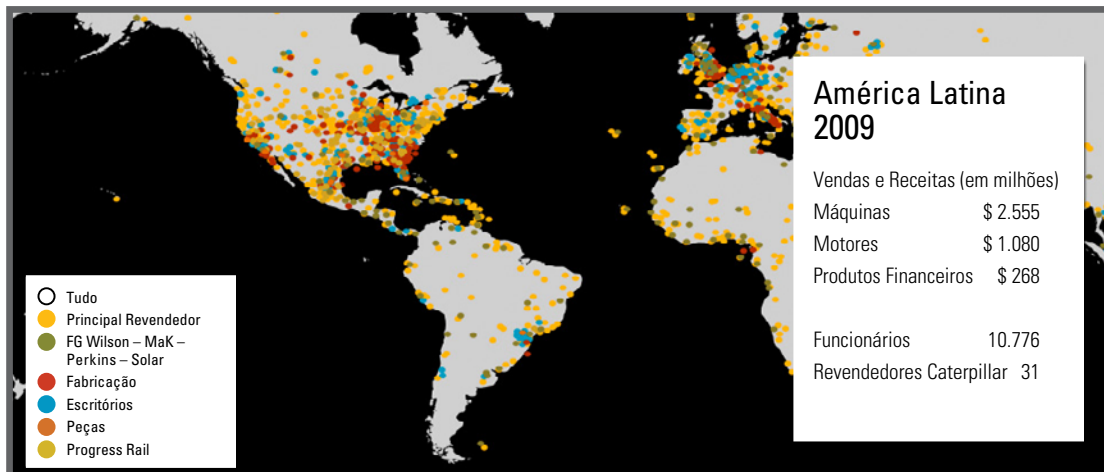 América Latina
2009
Vendas e Receitas (em milhões)
Máquinas $ 2.555
Motores $ 1.080
Produtos Financeiros $ 268
Funcionários 10.776
Revendedores Caterpillar 31
Tudo
Principal Revendedor
FG Wilson – MaK –
Perkins – Solar
Fabricação
Escritórios
Peças
Progress Rail